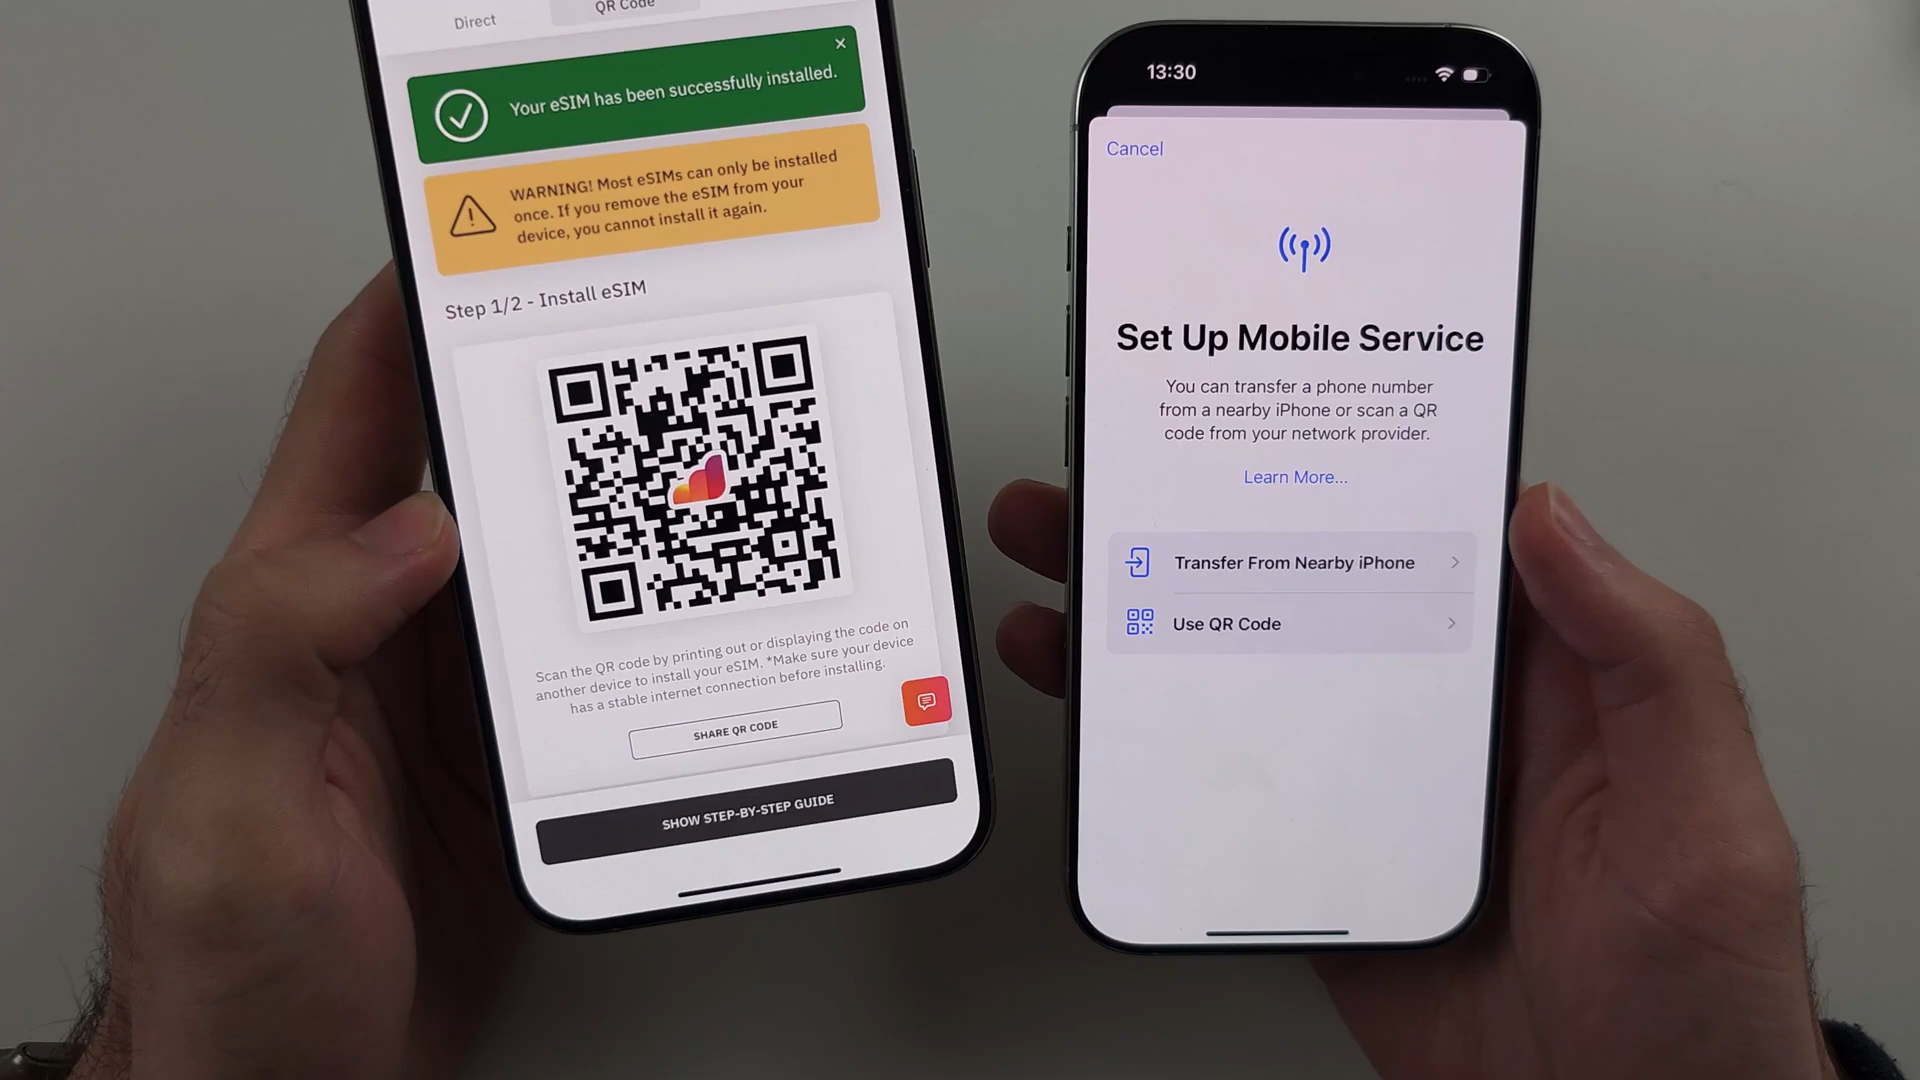 Direct
QR Code
Your eSIM has been successfully installed.
WARNING! Most eSIMs can only be installed
once. If you remove the eSIM from your
device, you cannot install it again.
Step 1/2 - Install eSIM
Scan the QR code by printing out or displaying the code on
another device to install your eSIM. *Make sure your device
has a stable internet connection before installing.
SHARE QR CODE
SHOW STEP-BY-STEP GUIDE
13:30
Cancel
Set Up Mobile Service
You can transfer a phone number
from a nearby iPhone or scan a QR
code from your network provider.
Learn More...
Transfer From Nearby iPhone
Use QR Code